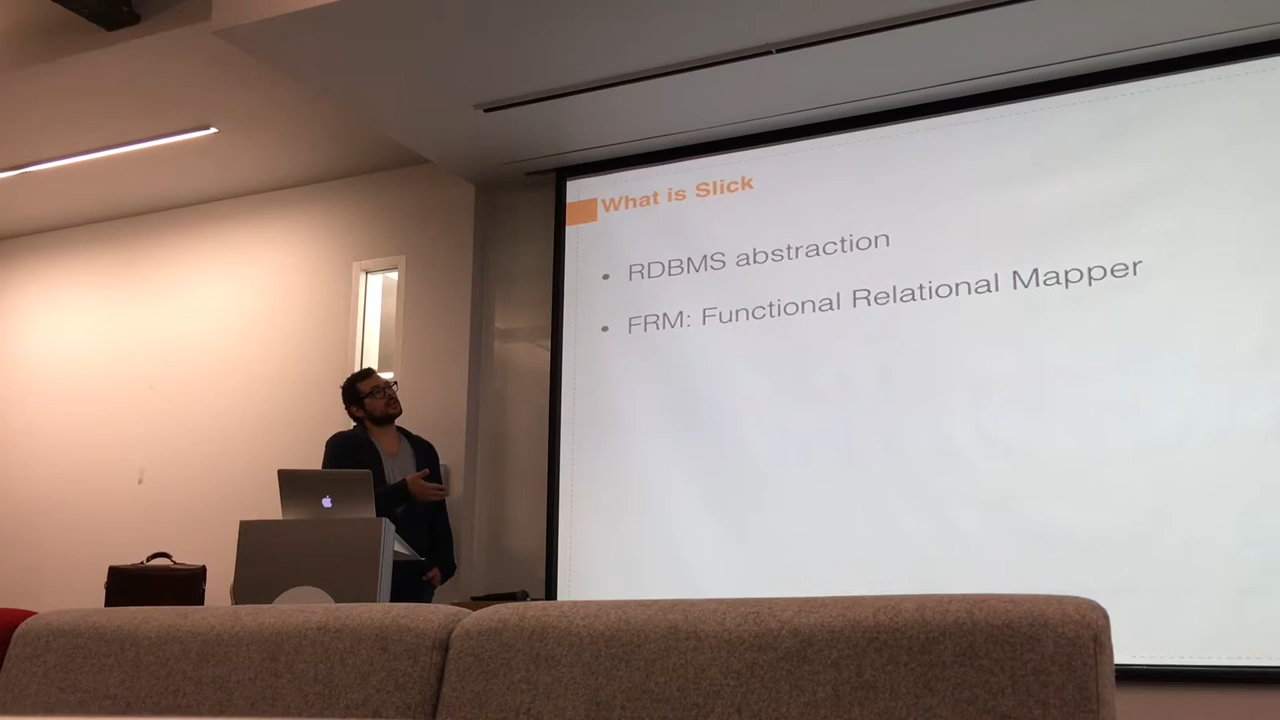 What is Slick
• RDBMS abstraction
• FRM: Functional Relational Mapper